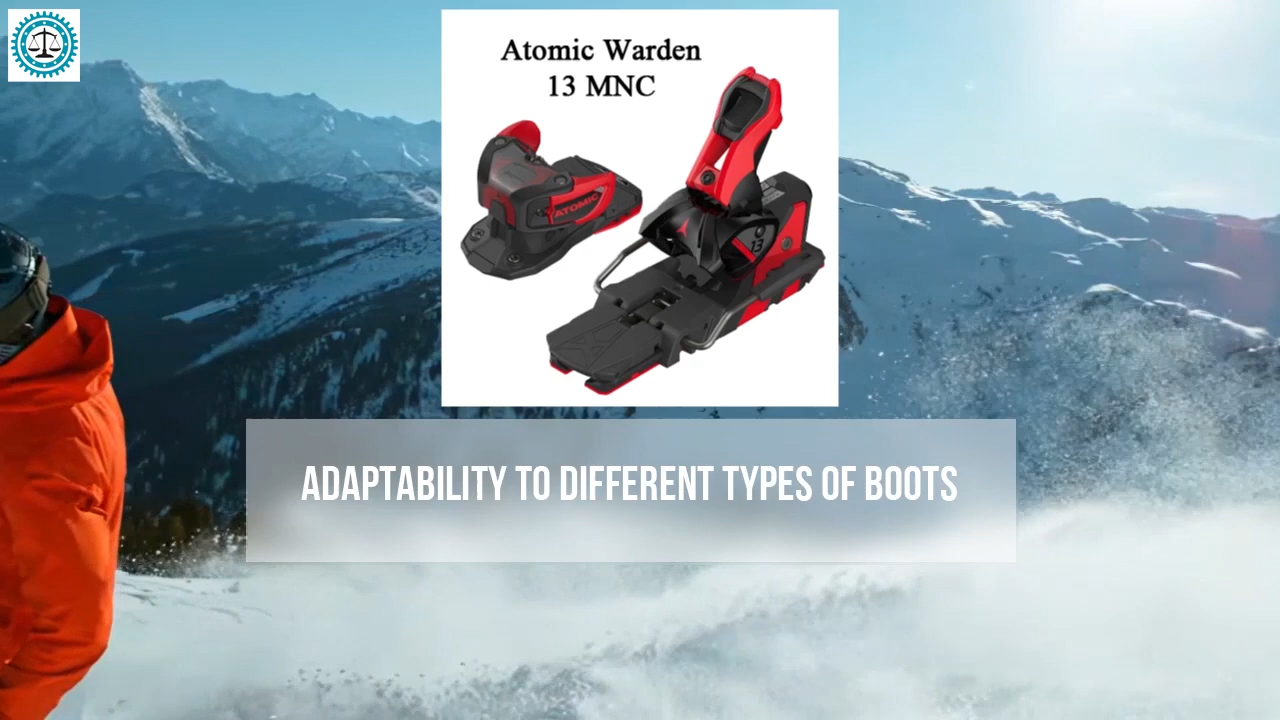 Atomic Warden
13 MNC
ATOMIC
13
ADAPTABILITY TO DIFFERENT TYPES OF BOOTS